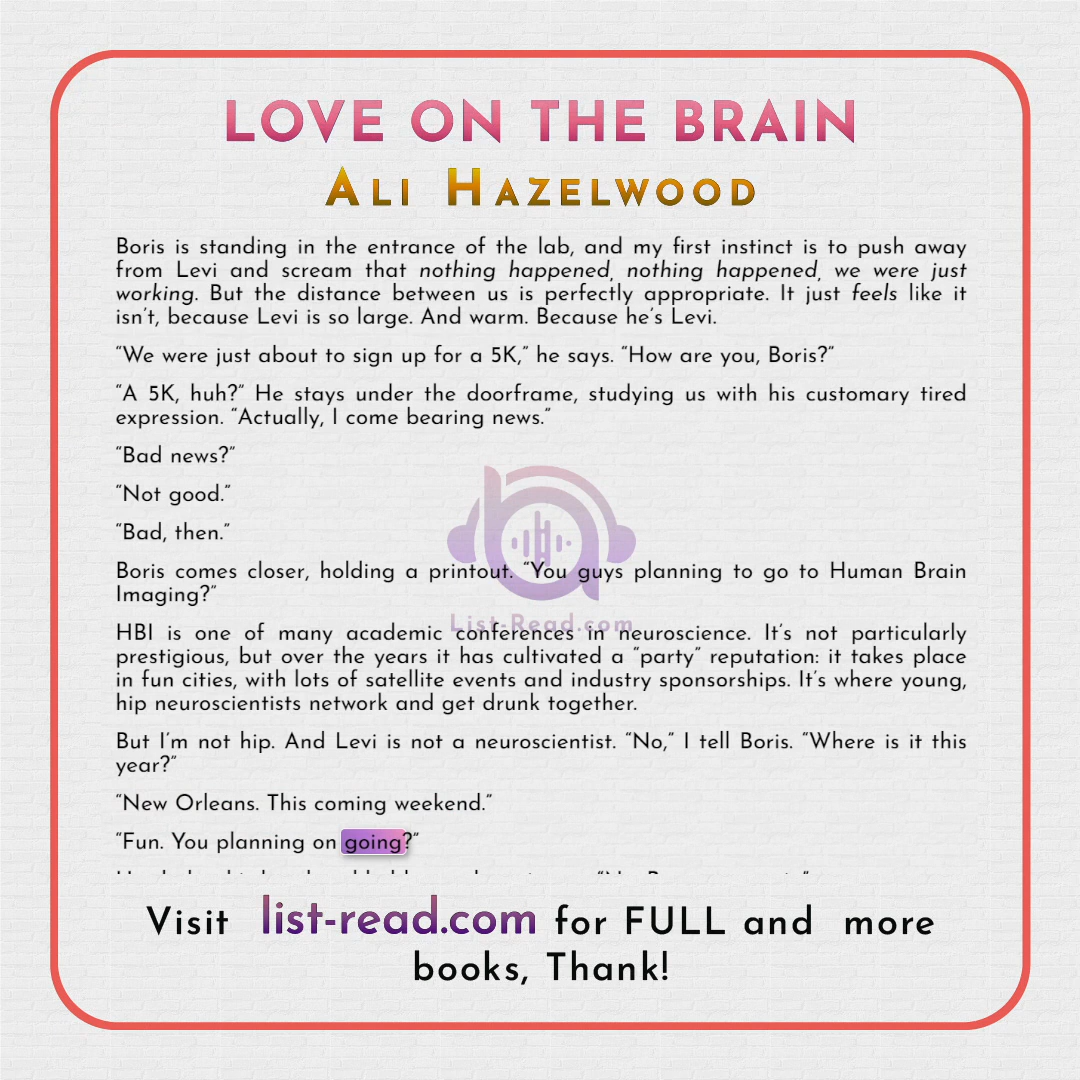 LOVE ON THE BRAIN
ALI HAZELWOOD
Boris is standing in the entrance of the lab, and my first instinct is to push away
from Levi and scream that nothing happened, nothing happened, we were just
working. But the distance between us is perfectly appropriate. It just feels like it
isn’t, because Levi is so large. And warm. Because he’s Levi.
“We were just about to sign up for a 5K,” he says. “How are you, Boris?”
“A 5K, huh?” He stays under the doorframe, studying us with his customary tired
expression. “Actually, I come bearing news.”
“Bad news?”
“Not good.”
“Bad, then.”
Boris comes closer, holding a printout. “You guys planning to go to Human Brain
Imaging?”
List-Read.com
HBI is one of many academic conferences in neuroscience. It’s not particularly
prestigious, but over the years it has cultivated a “party” reputation: it takes place
in fun cities, with lots of satellite events and industry sponsorships. It’s where young,
hip neuroscientists network and get drunk together.
But I’m not hip. And Levi is not a neuroscientist. “No,” I tell Boris. “Where is it this
year?”
“New Orleans. This coming weekend.”
“Fun. You planning on going?”
Visit list-read.com for FULL and more
books, Thank!